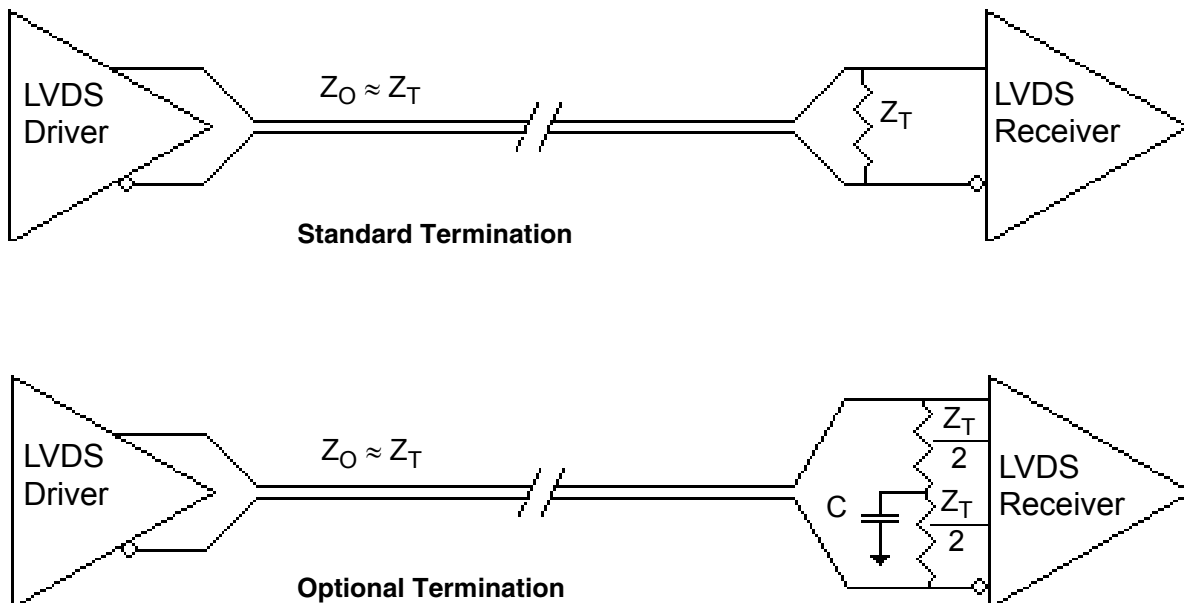 LVDS
Driver
Z_O ≈ Z_T
Z_T
LVDS
Receiver
Standard Termination
LVDS
Driver
Z_O ≈ Z_T
C
Z_T
2
Z_T
2
LVDS
Receiver
Optional Termination